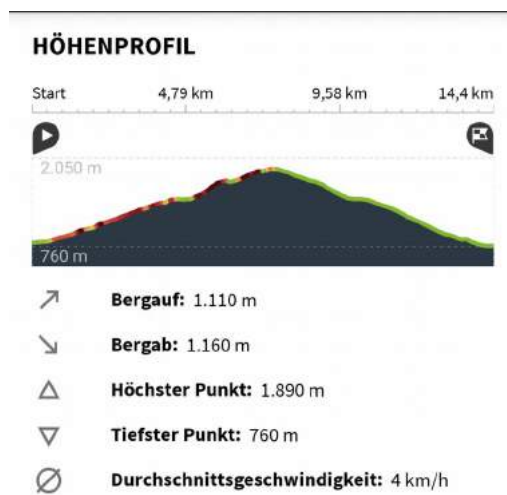 HÖHENPROFIL
Start 4,79 km 9,58 km 14,4 km
2.050 m
760 m
Bergauf: 1.110 m
Bergab: 1.160 m
Höchster Punkt: 1.890 m
Tiefster Punkt: 760 m
Durchschnittsgeschwindigkeit: 4 km/h